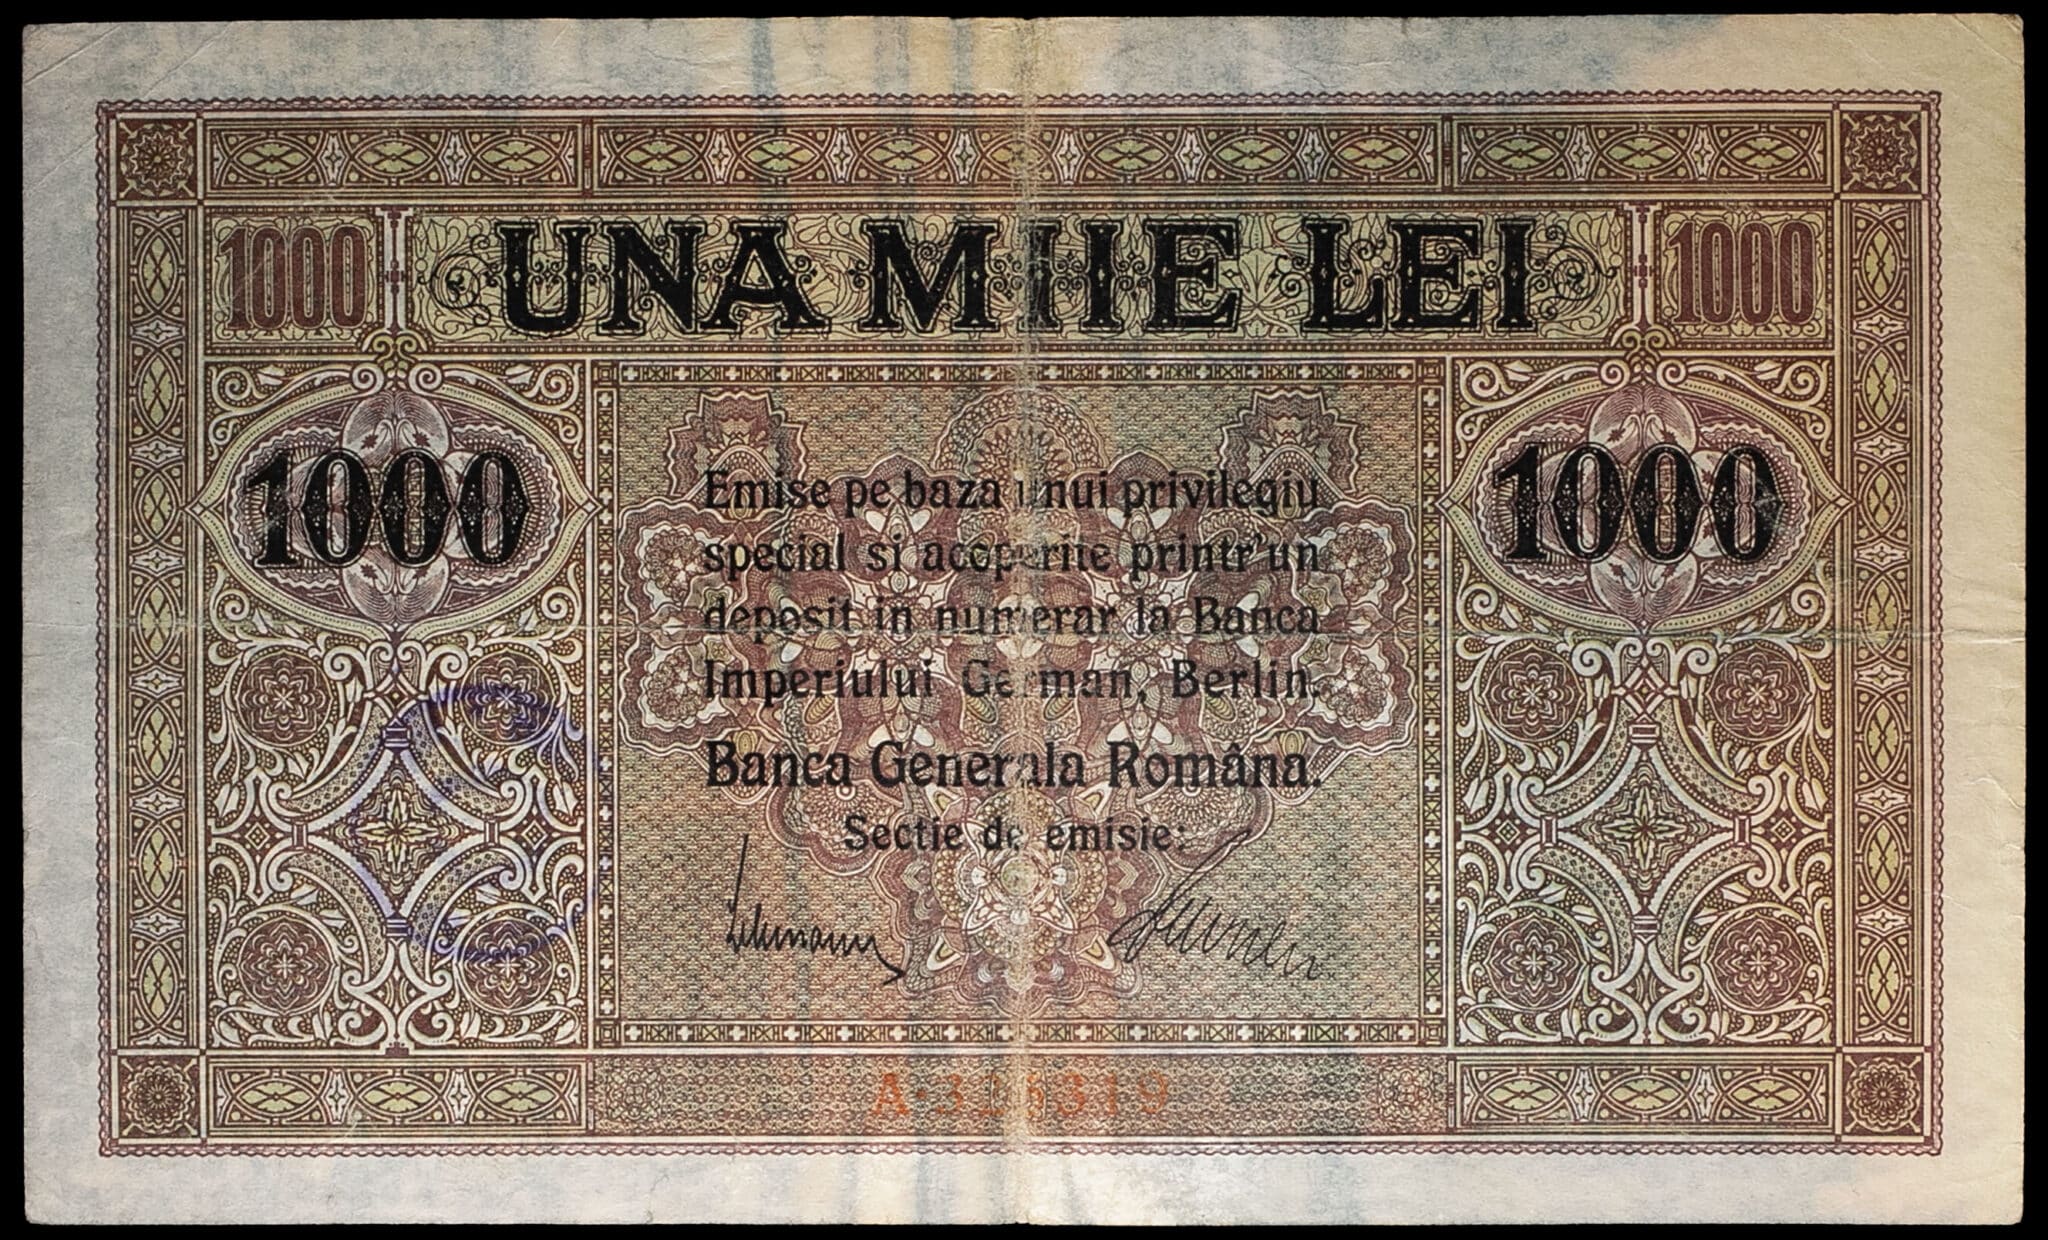 1000 UNA MIIE LEI 1000
1000
1000
Emise pe baza unui privilegiu
special si acoperite printr'un
deposit in numerar la Banca
Imperiului German, Berlin.
Banca Generala Româna.
Sectie de emisie: